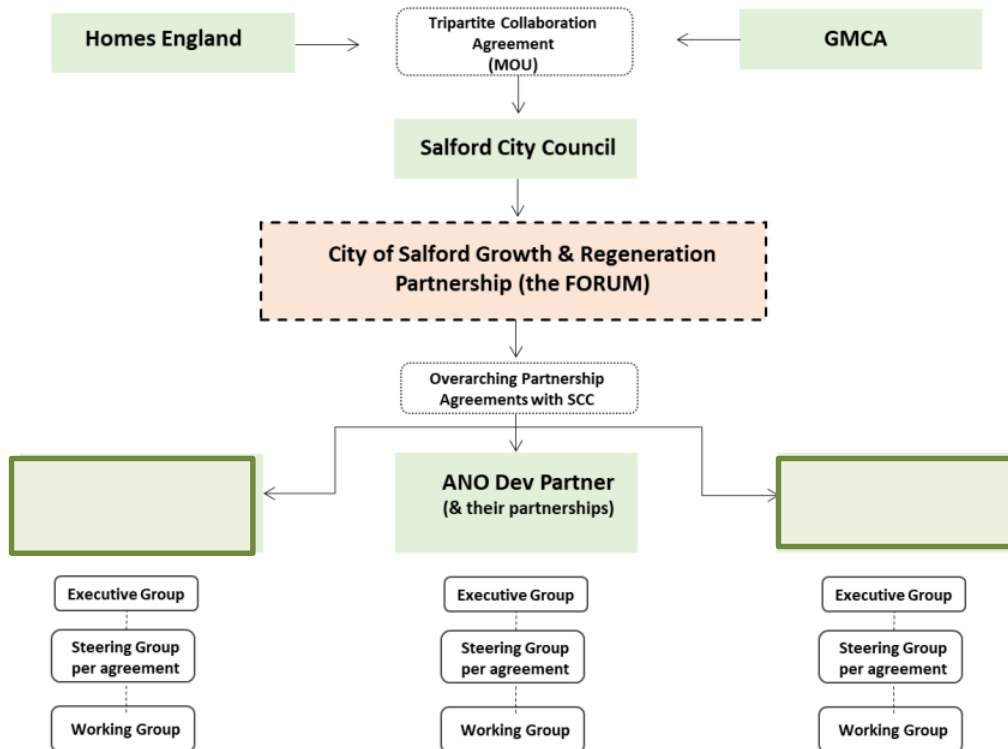 Homes England
Tripartite Collaboration
Agreement
(MOU)
GMCA
Salford City Council
City of Salford Growth & Regeneration
Partnership (the FORUM)
Overarching Partnership
Agreements with SCC
ANO Dev Partner
(& their partnerships)
Executive Group
Executive Group
Executive Group
Steering Group
per agreement
Steering Group
per agreement
Steering Group
per agreement
Working Group
Working Group
Working Group